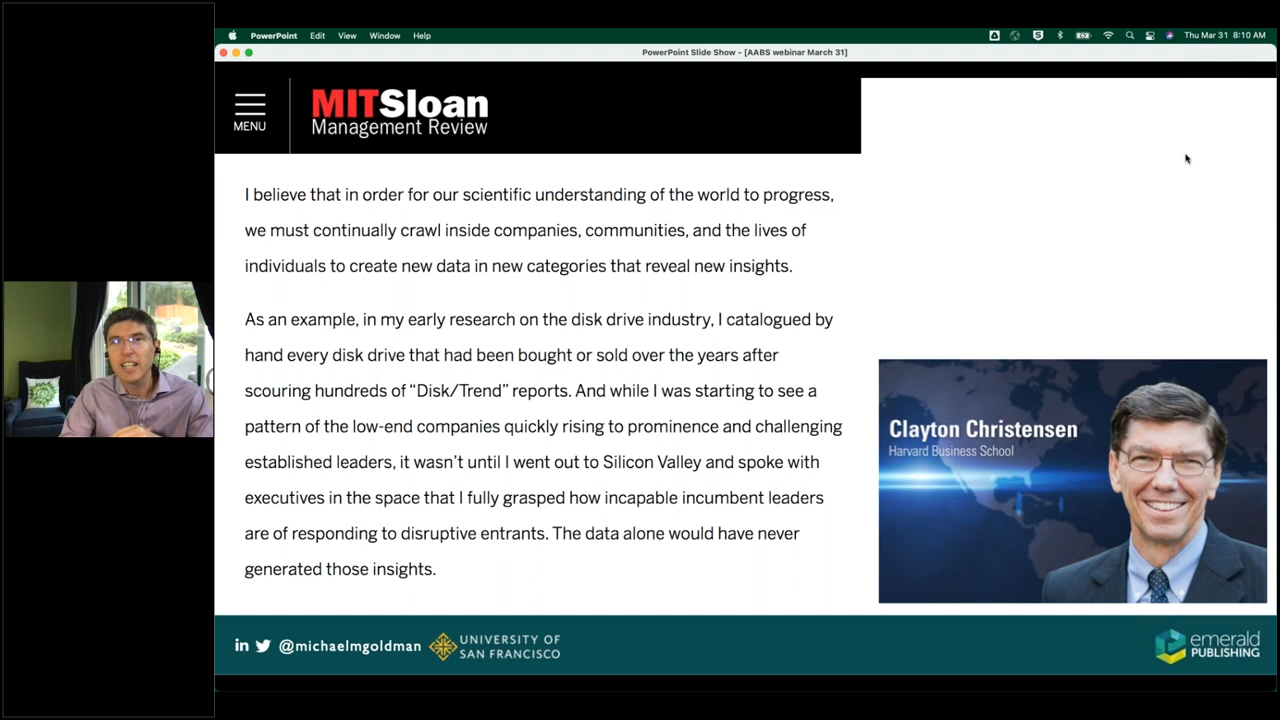 PowerPoint Edit View Window Help
Thu Mar 31 8:10 AM
PowerPoint Slide Show - [AABS webinar March 31]
MENU
MITSloan
Management Review
I believe that in order for our scientific understanding of the world to progress,
we must continually crawl inside companies, communities, and the lives of
individuals to create new data in new categories that reveal new insights.
As an example, in my early research on the disk drive industry, I catalogued by
hand every disk drive that had been bought or sold over the years after
scouring hundreds of “Disk/Trend” reports. And while I was starting to see a
pattern of the low-end companies quickly rising to prominence and challenging
established leaders, it wasn’t until I went out to Silicon Valley and spoke with
executives in the space that I fully grasped how incapable incumbent leaders
are of responding to disruptive entrants. The data alone would have never
generated those insights.
Clayton Christensen
Harvard Business School
in @michaelmgoldman
UNIVERSITY OF
SAN FRANCISCO
emerald
PUBLISHING